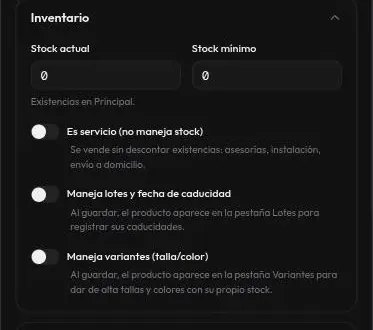 Inventario
Stock actual
Stock mínimo
0
0
Existencias en Principal.
Es servicio (no maneja stock)
Se vende sin descontar existencias: asesorías, instalación,
envío a domicilio.
Maneja lotes y fecha de caducidad
Al guardar, el producto aparece en la pestaña Lotes para
registrar sus caducidades.
Maneja variantes (talla/color)
Al guardar, el producto aparece en la pestaña Variantes para
dar de alta tallas y colores con su propio stock.